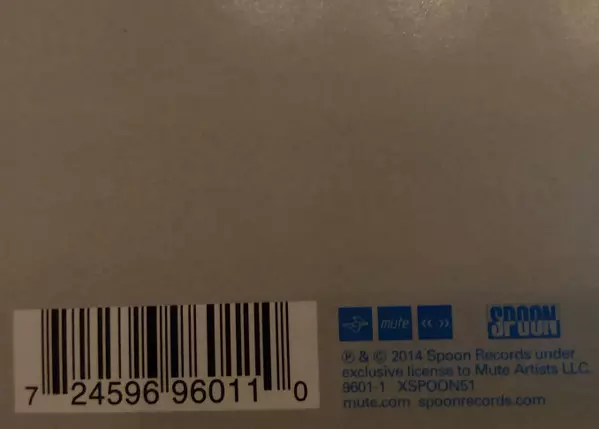 mute
SPOON
℗ & © 2014 Spoon Records under
exclusive license to Mute Artists LLC.
9601-1 XSPOON51
mute.com spoonrecords.com
7 24596 96011 0